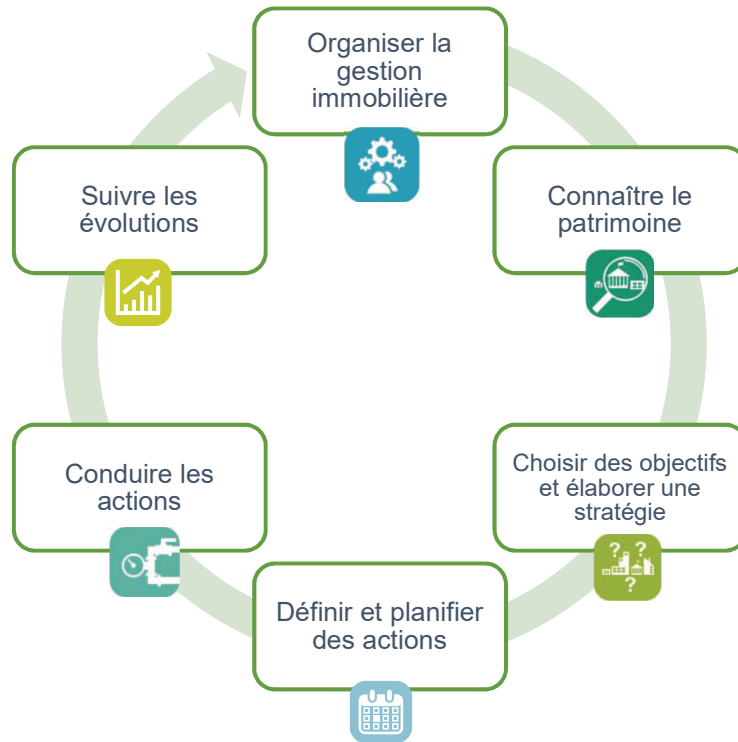 Organiser la
gestion
immobilière
Connaître le
patrimoine
Choisir des objectifs
et élaborer une
stratégie
? ? ?
Définir et planifier
des actions
Conduire les
actions
Suivre les
évolutions